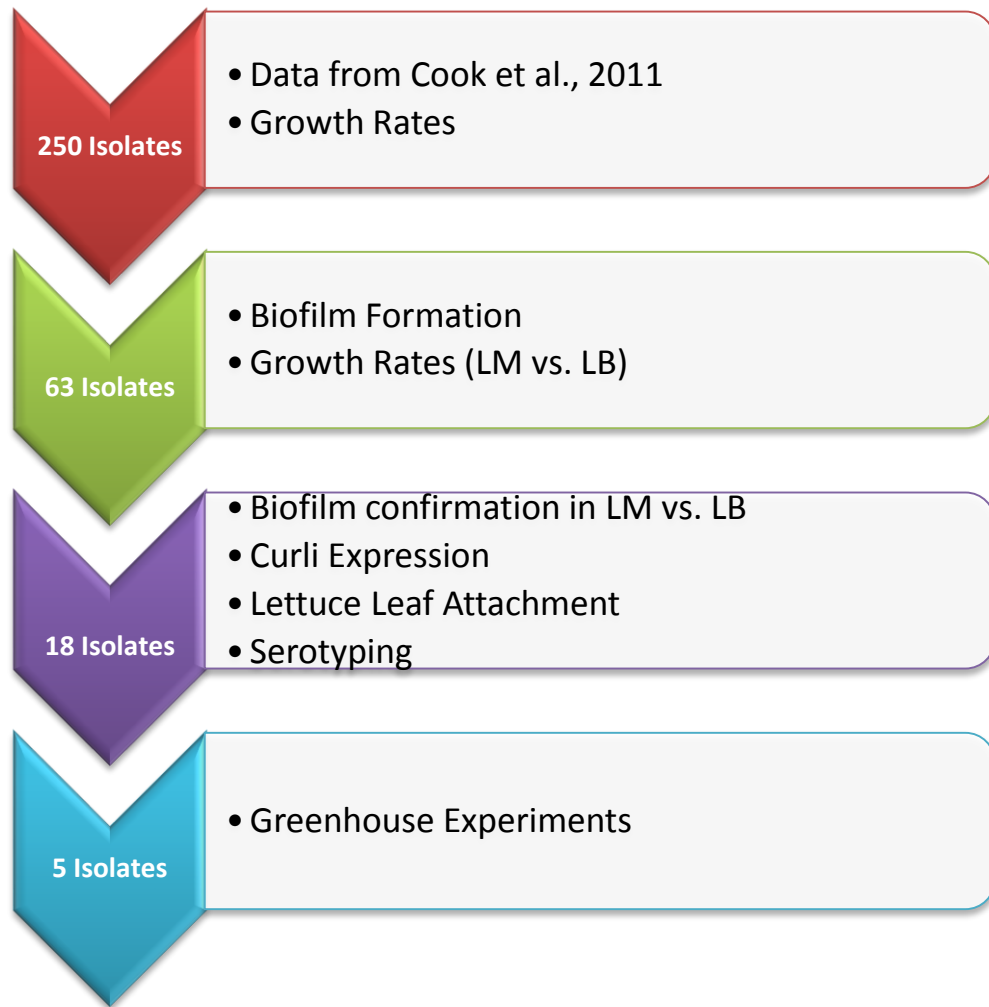 250 Isolates
• Data from Cook et al., 2011
• Growth Rates
63 Isolates
• Biofilm Formation
• Growth Rates (LM vs. LB)
18 Isolates
• Biofilm confirmation in LM vs. LB
• Curli Expression
• Lettuce Leaf Attachment
• Serotyping
5 Isolates
• Greenhouse Experiments